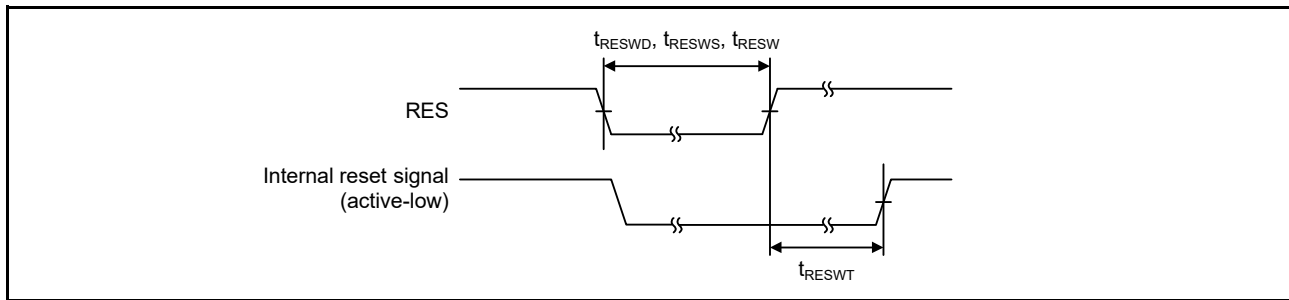 tRESWD, tRESWS, tRESW
RES
Internal reset signal
(active-low)
tRESWT